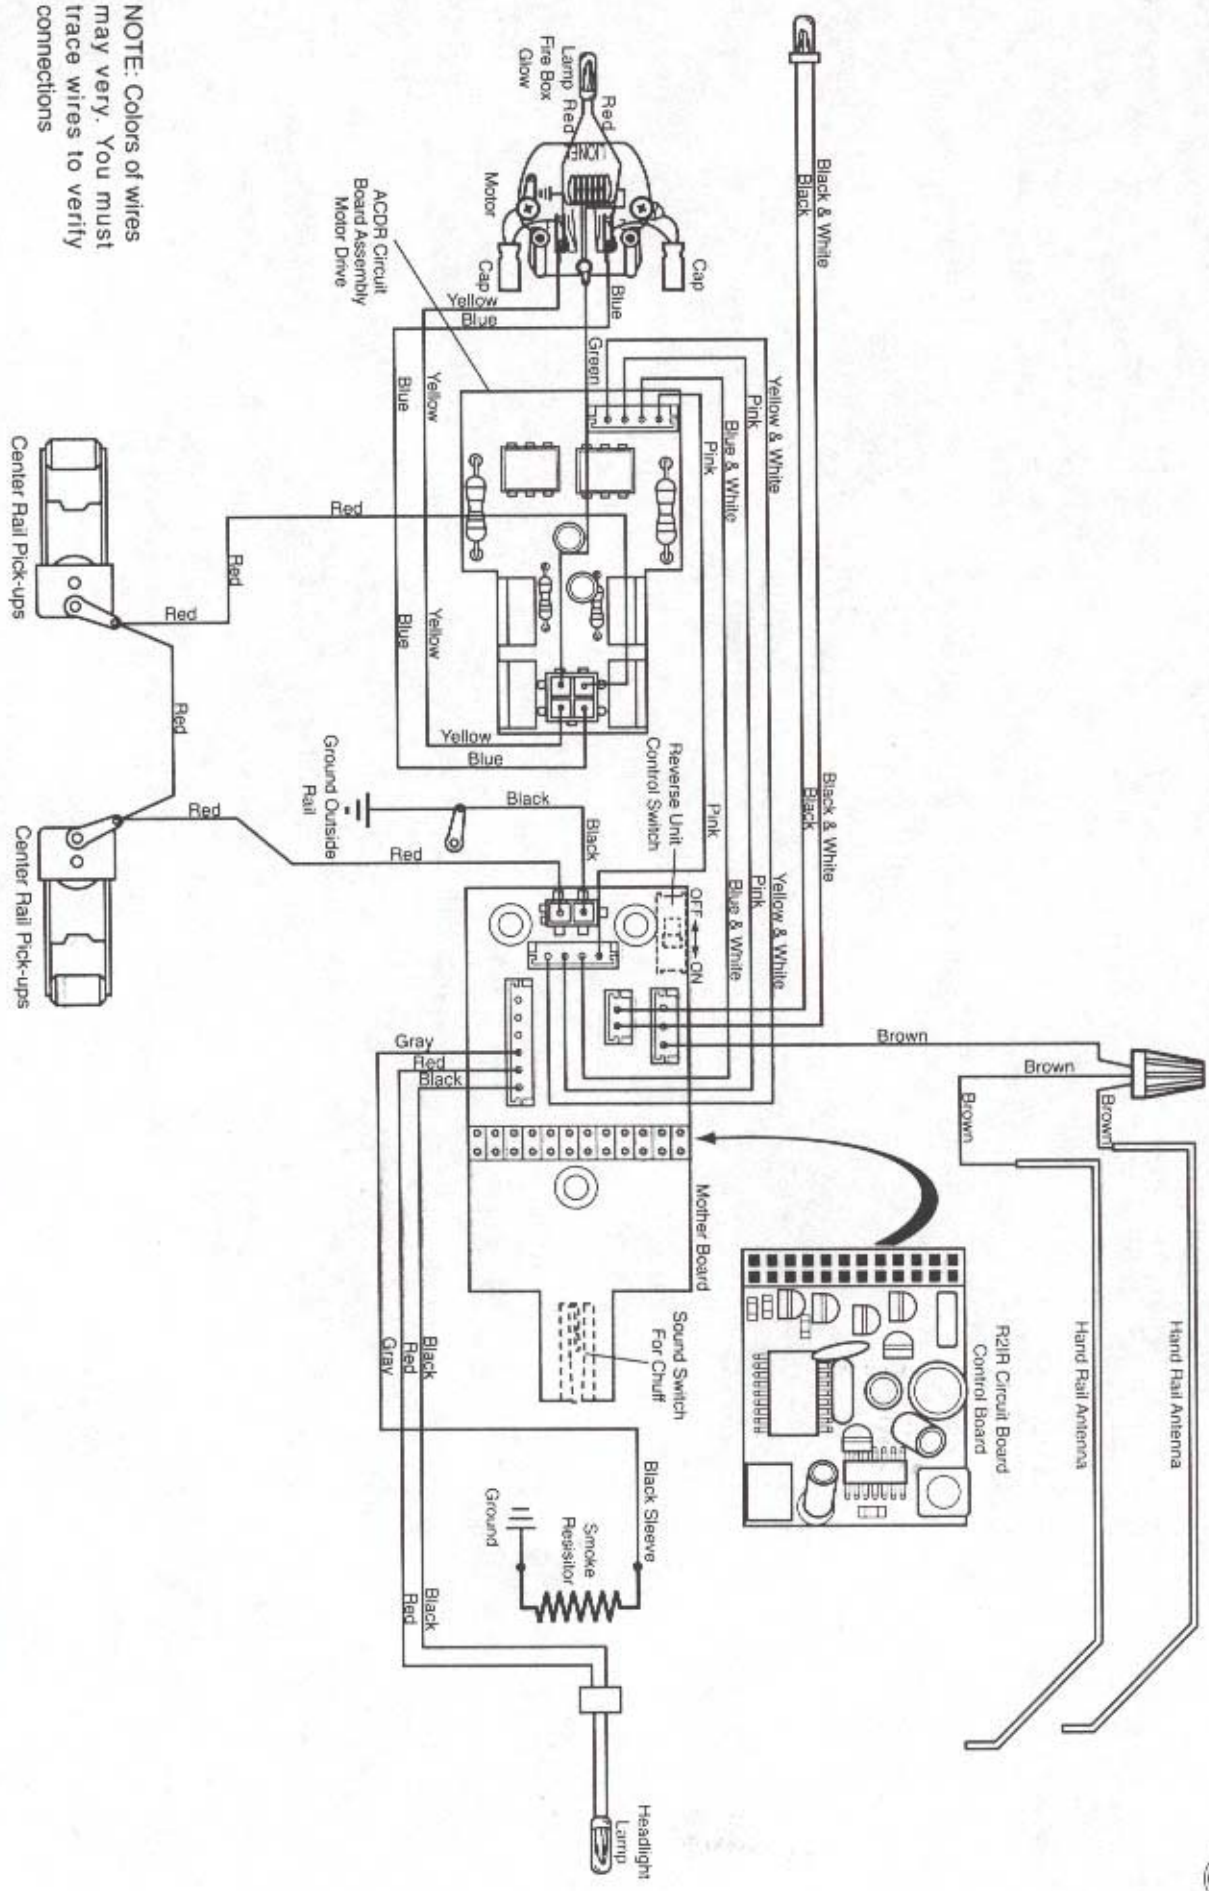 Black & White
Black
Black & White
Black
Red
Red
Lamp
Fire Box
Glow
LIONEL
Motor
Cap
Cap
Blue
Yellow
Blue
Green
ACDR Circuit
Board Assembly
Motor Drive
Yellow & White
Pink
Blue & White
Pink
Yellow
Blue
Yellow
Blue
Yellow
Blue
Red
Red
Red
Red
Red
Red
Center Rail Pick-ups
Center Rail Pick-ups
Ground Outside
Rail
Black
Black
Reverse Unit
Control Switch
OFF
ON
Pink
Yellow & White
Pink
Blue & White
Brown
Brown
Brown
Brown
Hand Rail Antenna
Hand Rail Antenna
R2IR Circuit Board
Control Board
Mother Board
Sound Switch
For Chuff
Gray
Red
Black
Black
Red
Gray
Black Sleeve
Smoke
Resisitor
Ground
Black
Red
Headlight
Lamp
NOTE: Colors of wires
may very. You must
trace wires to verify
connections